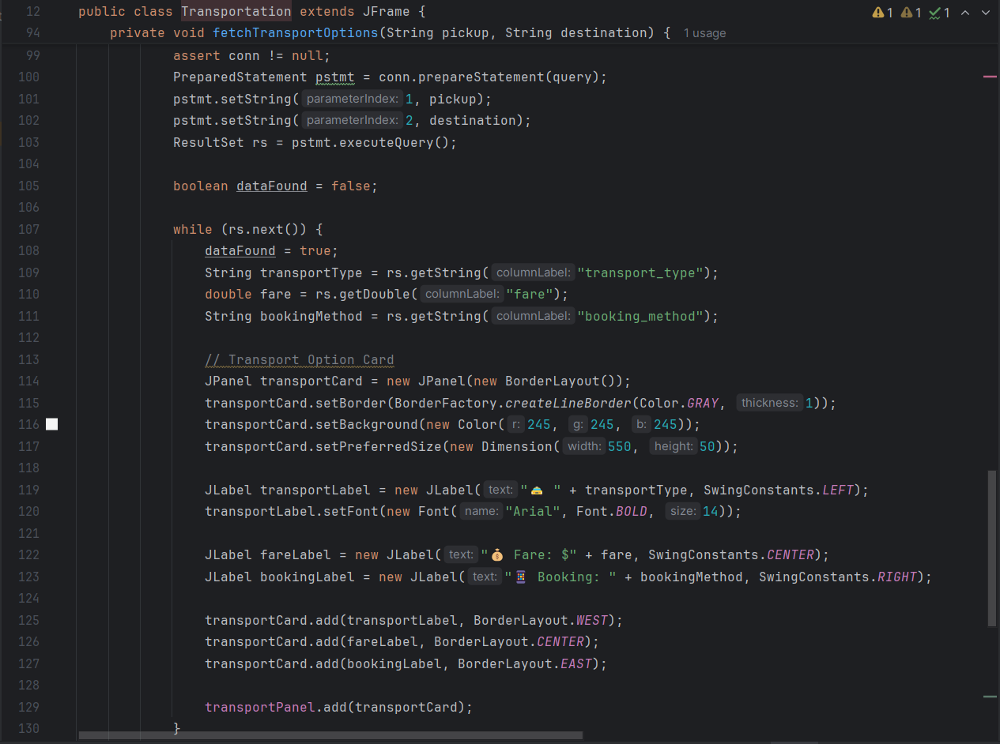 12 public class Transportation extends JFrame { 1 1 1
94 private void fetchTransportOptions(String pickup, String destination) { 1 usage
99 assert conn != null;
100 PreparedStatement pstmt = conn.prepareStatement(query);
101 pstmt.setString( parameterIndex: 1, pickup);
102 pstmt.setString( parameterIndex: 2, destination);
103 ResultSet rs = pstmt.executeQuery();
104
105 boolean dataFound = false;
106
107 while (rs.next()) {
108 dataFound = true;
109 String transportType = rs.getString( columnLabel: "transport_type");
110 double fare = rs.getDouble( columnLabel: "fare");
111 String bookingMethod = rs.getString( columnLabel: "booking_method");
112
113 // Transport Option Card
114 JPanel transportCard = new JPanel(new BorderLayout());
115 transportCard.setBorder(BorderFactory.createLineBorder(Color.GRAY, thickness: 1));
116 transportCard.setBackground(new Color( r: 245, g: 245, b: 245));
117 transportCard.setPreferredSize(new Dimension( width: 550, height: 50));
118
119 JLabel transportLabel = new JLabel( text: "🚖 " + transportType, SwingConstants.LEFT);
120 transportLabel.setFont(new Font( name: "Arial", Font.BOLD, size: 14));
121
122 JLabel fareLabel = new JLabel( text: "💰 Fare: $" + fare, SwingConstants.CENTER);
123 JLabel bookingLabel = new JLabel( text: "📱 Booking: " + bookingMethod, SwingConstants.RIGHT);
124
125 transportCard.add(transportLabel, BorderLayout.WEST);
126 transportCard.add(fareLabel, BorderLayout.CENTER);
127 transportCard.add(bookingLabel, BorderLayout.EAST);
128
129 transportPanel.add(transportCard);
130 }